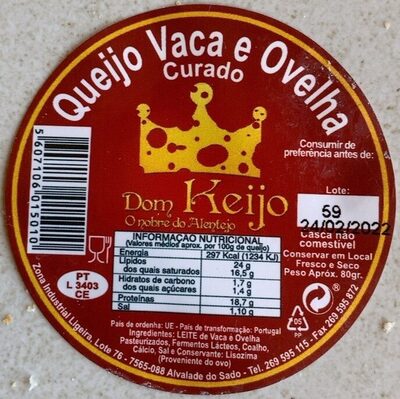 Queijo Vaca e Ovelha
Curado
Consumir de
preferência antes de:
Lote:
59
24/02/2022
Casca não
comestível
Conservar em Local
Fresco e Seco
Peso Apróx. 80gr.
5607106015010
Dom Keijo
O nobre do Alentejo
INFORMAÇÃO NUTRICIONAL
(Valores médios aprox. por 100g de queijo)
Energia 297 Kcal (1234 KJ)
Lípidos 24 g
dos quais saturados 16,5 g
Hidratos de carbono 1,7 g
dos quais açúcares 1,4 g
Proteínas 18,7 g
Sal 1,10 g
PT
L 3403
CE
País de ordenha: UE - País de transformação: Portugal
Ingredientes: LEITE de Vaca e Ovelha
Pasteurizados, Fermentos Lácteos, Coalho,
Cálcio, Sal e Conservante: Lisozima
(Proveniente do ovo)
05
PP
Zona Industrial Ligeira, Lote 76 - 7565-088 Alvalade do Sado - Tel. 269 595 115 - Fax 269 595 872